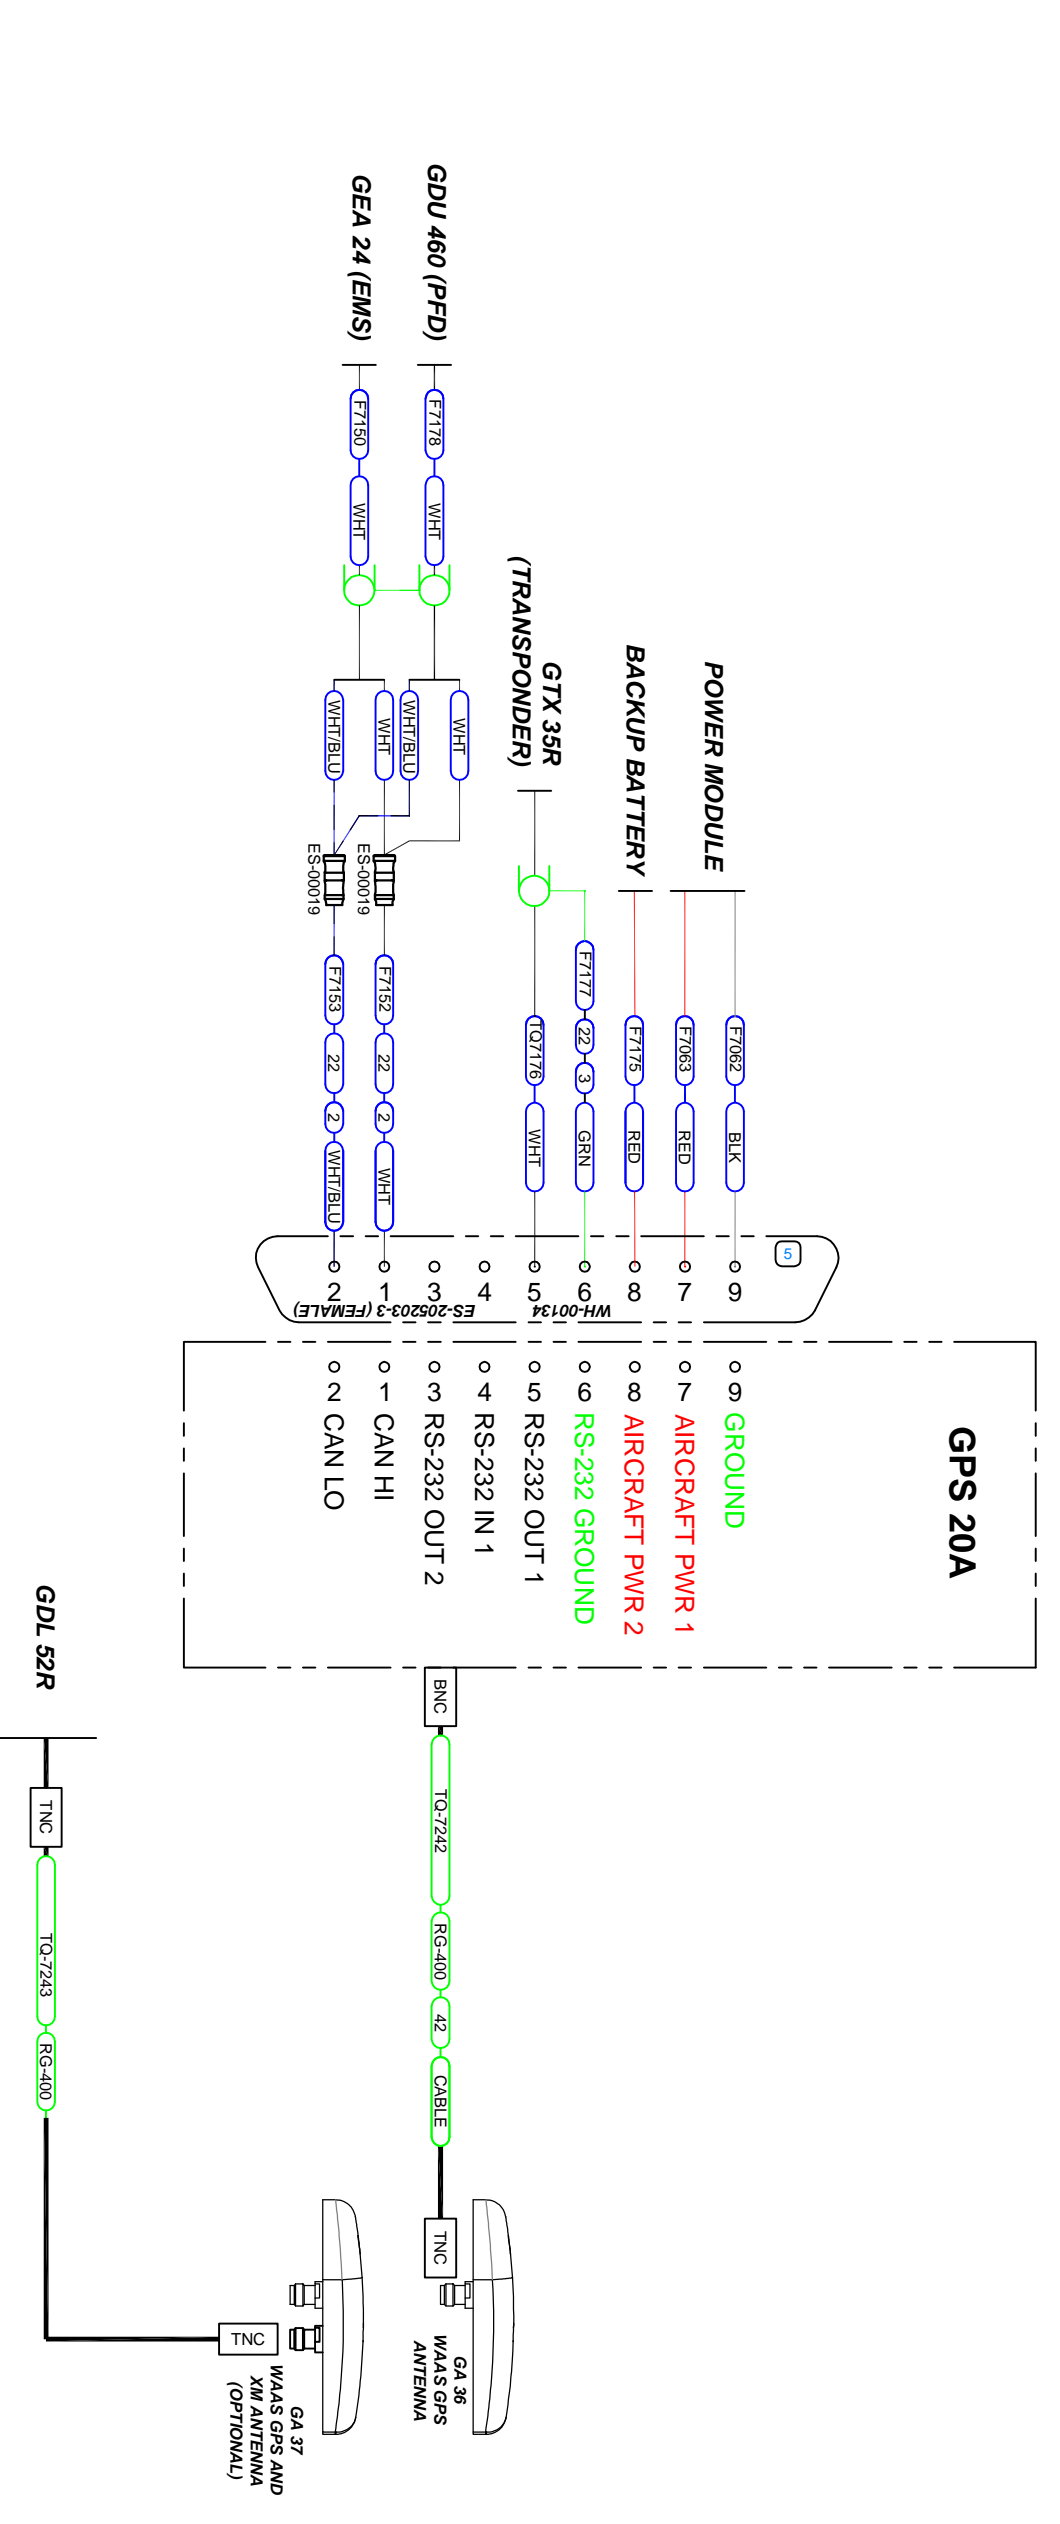 GPS 20A
POWER MODULE
F7062
BLK
9
9 GROUND
F7063
RED
7
7 AIRCRAFT PWR 1
BACKUP BATTERY
F7175
RED
8
8 AIRCRAFT PWR 2
F7177
22
3
GRN
6
6 RS-232 GROUND
GTX 35R
(TRANSPONDER)
TQ7176
WHT
5
5 RS-232 OUT 1
4
4 RS-232 IN 1
3
3 RS-232 OUT 2
GDU 460 (PFD)
F7178
WHT
WHT
WHT/BLU
GEA 24 (EMS)
F7150
WHT
WHT
WHT/BLU
ES-00019
F7152
22
2
WHT
1
1 CAN HI
ES-00019
F7153
22
2
WHT/BLU
2
2 CAN LO
5
WH-00134
ES-205203-3 (FEMALE)
BNC
TQ-7242
RG-400
42
CABLE
TNC
GA 36
WAAS GPS
ANTENNA
GDL 52R
TNC
TQ-7243
RG-400
TNC
GA 37
WAAS GPS AND
XM ANTENNA
(OPTIONAL)